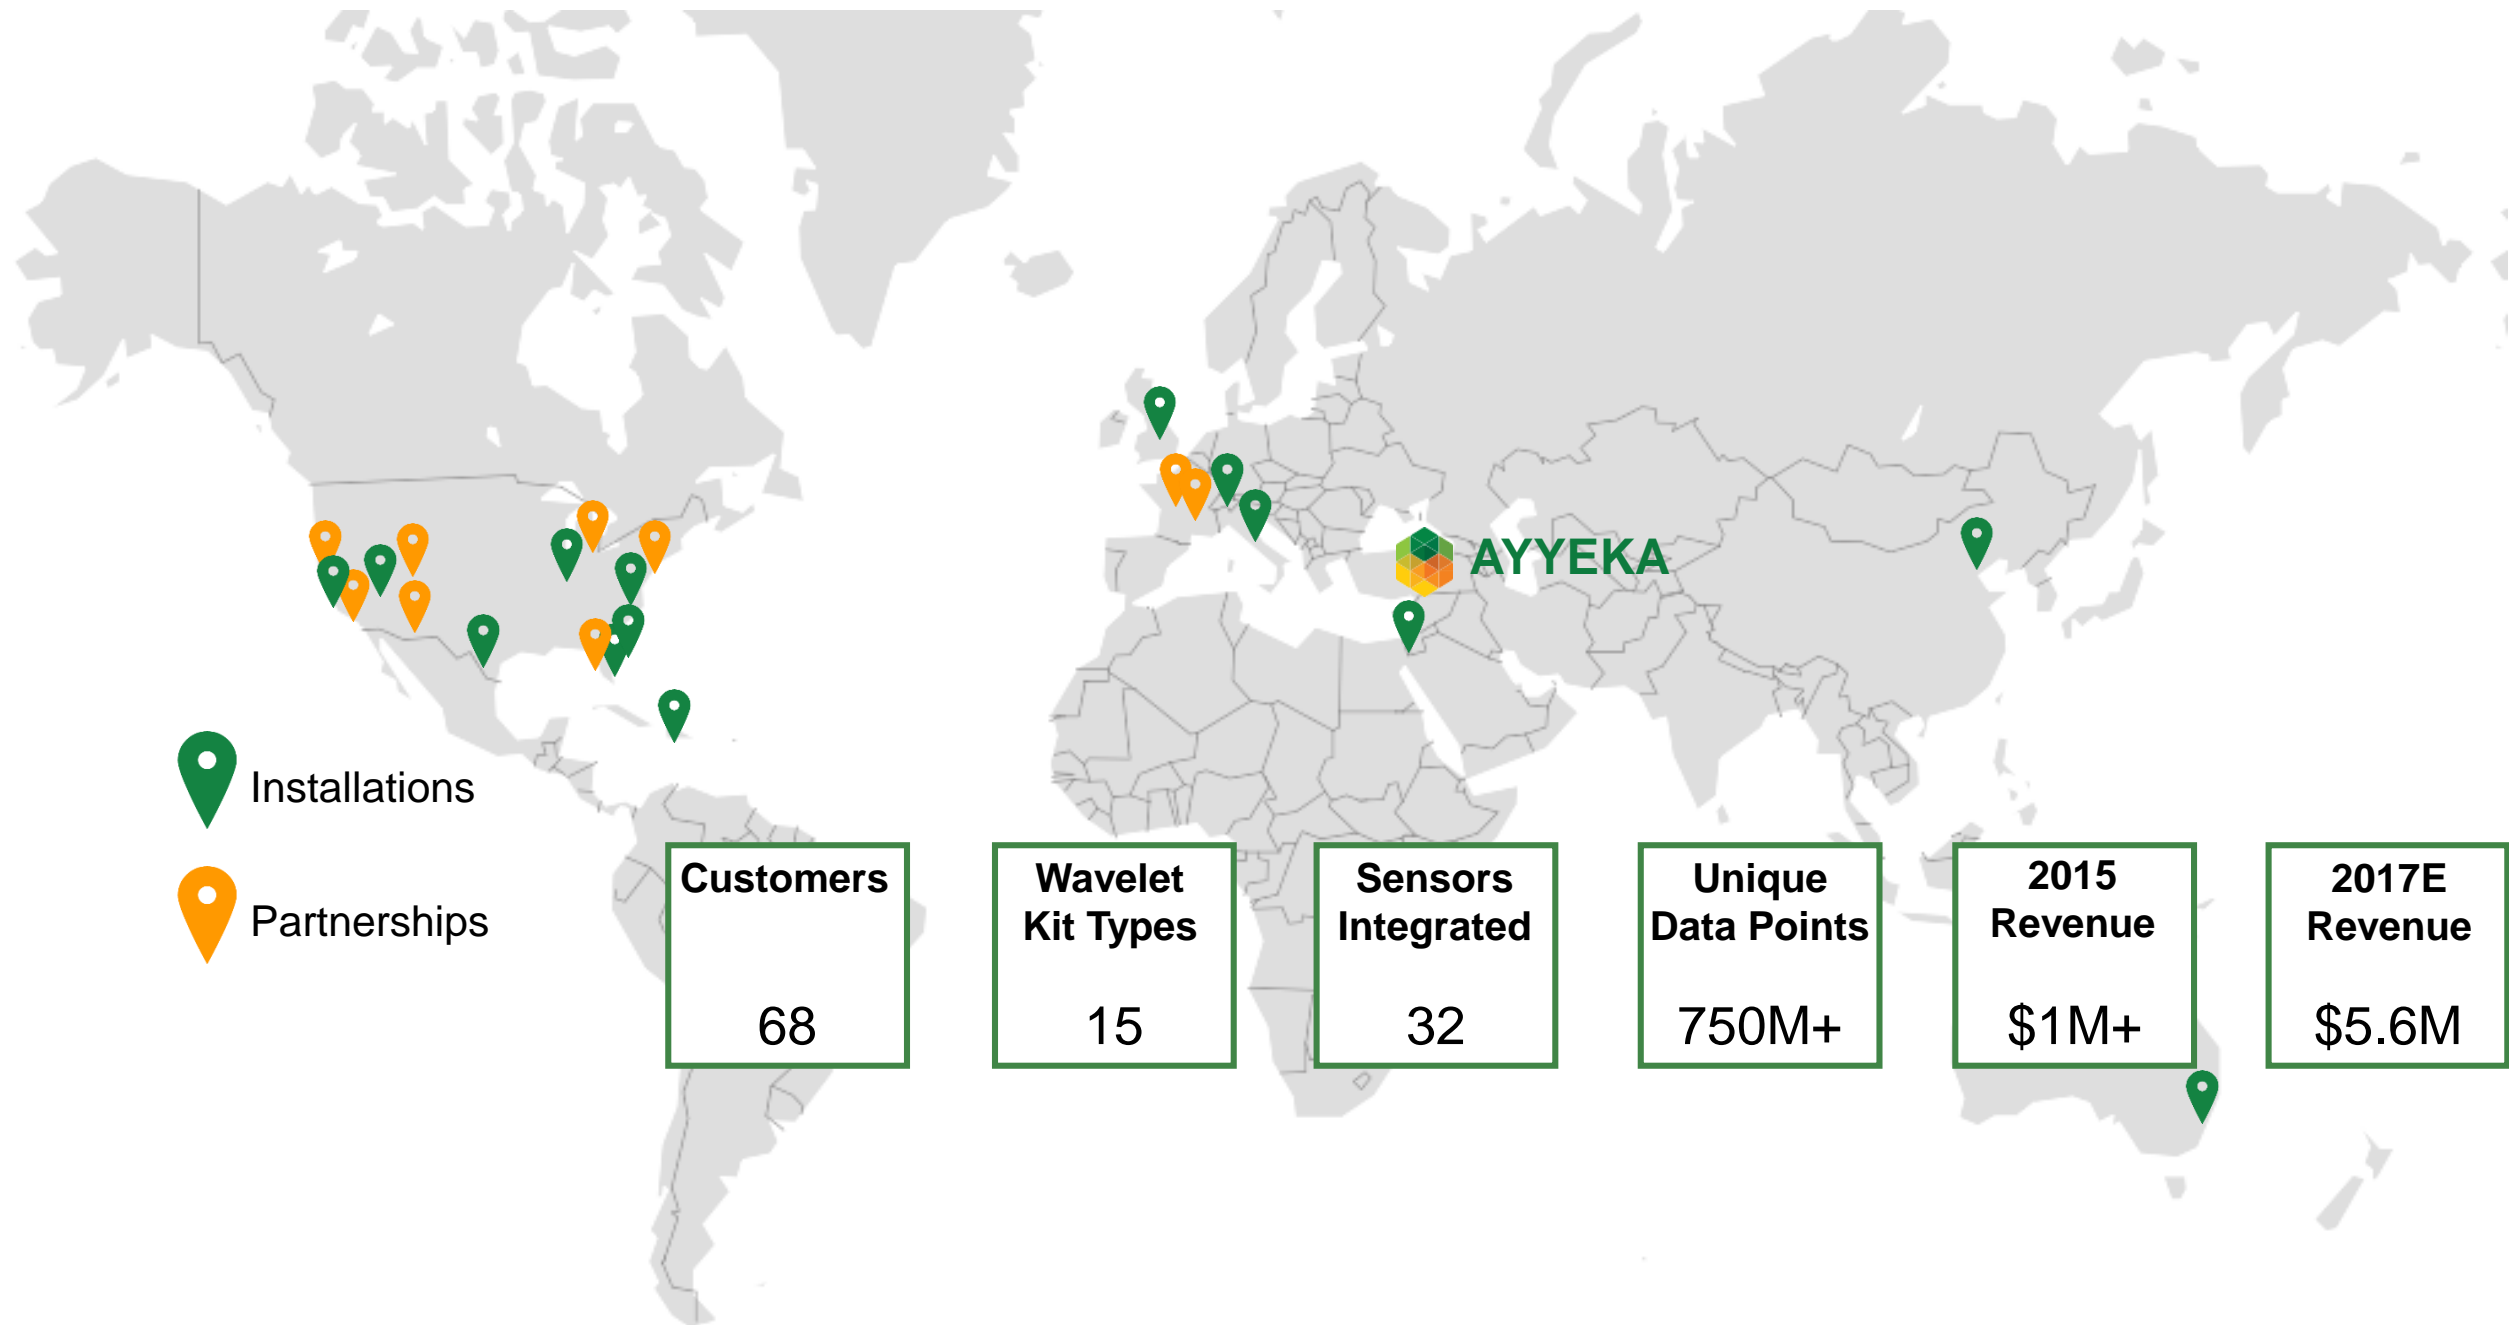 AYYEKA
Installations
Partnerships
Customers
68
Wavelet
Kit Types
15
Sensors
Integrated
32
Unique
Data Points
750M+
2015
Revenue
$1M+
2017E
Revenue
$5.6M